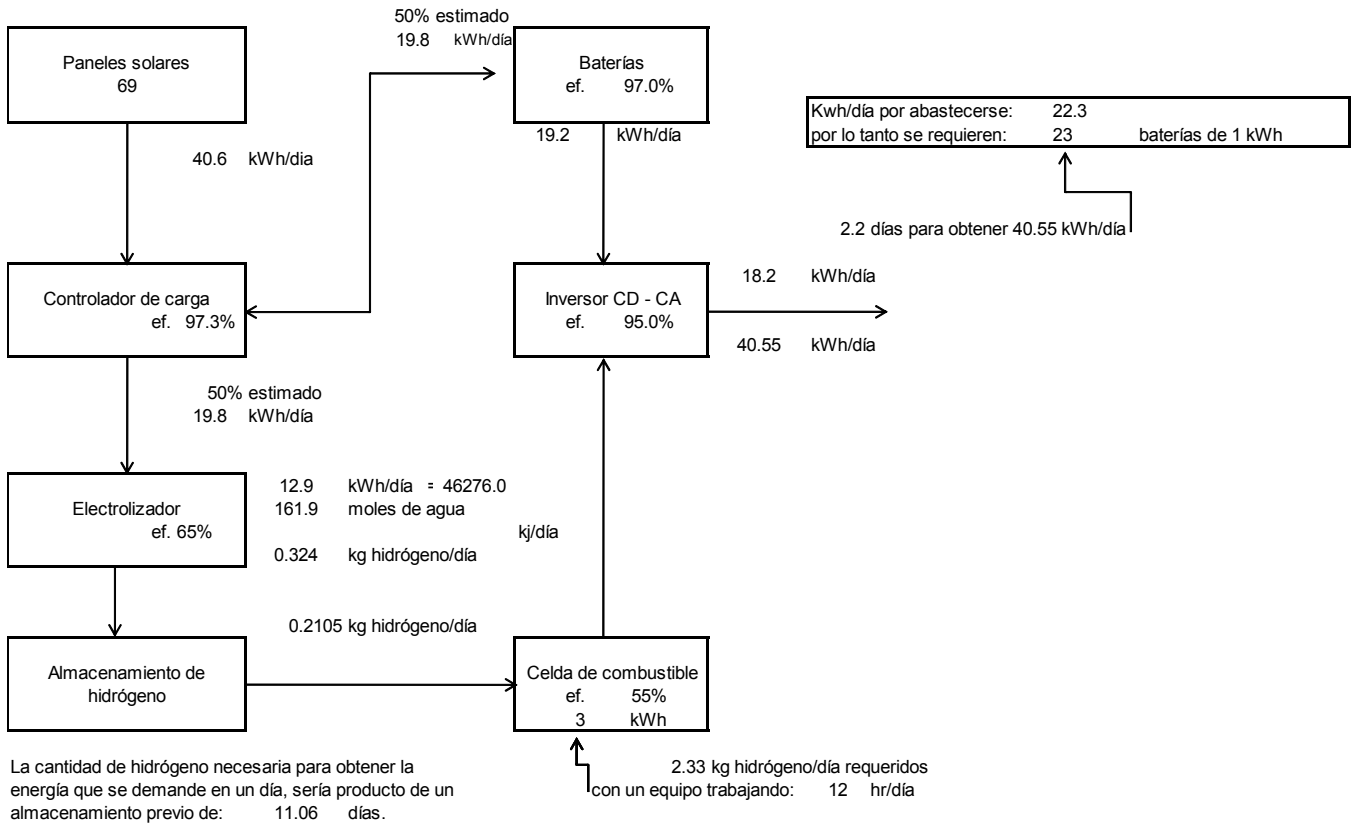 50% estimado
19.8 kWh/día
Paneles solares
69
Baterías
ef. 97.0%
Kwh/día por abastecerse: 22.3
por lo tanto se requieren: 23 baterías de 1 kWh
19.2 kWh/día
40.6 kWh/dia
2.2 días para obtener 40.55 kWh/día
Controlador de carga
ef. 97.3%
Inversor CD - CA
ef. 95.0%
18.2 kWh/día
40.55 kWh/día
50% estimado
19.8 kWh/día
Electrolizador
ef. 65%
12.9 kWh/día = 46276.0
161.9 moles de agua
kj/día
0.324 kg hidrógeno/día
0.2105 kg hidrógeno/día
Almacenamiento de
hidrógeno
Celda de combustible
ef. 55%
3 kWh
La cantidad de hidrógeno necesaria para obtener la
energía que se demande en un día, sería producto de un
almacenamiento previo de: 11.06 días.
2.33 kg hidrógeno/día requeridos
con un equipo trabajando: 12 hr/día